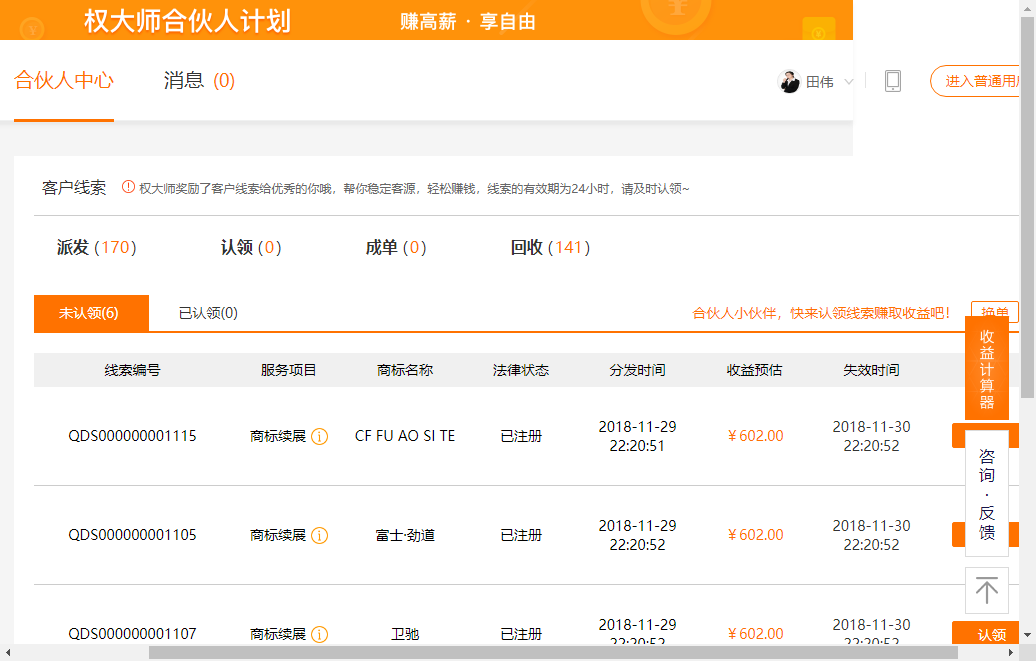 权大师合伙人计划 赚高薪 · 享自由
合伙人中心 消息 (0) 田伟 进入普通用户
客户线索 权大师奖励了客户线索给优秀的你哦，帮你稳定客源，轻松赚钱，线索的有效期为24小时，请及时认领~
派发 (170) 认领 (0) 成单 (0) 回收 (141)
未认领(6) 已认领(0) 合伙人小伙伴，快来认领线索赚取收益吧！ 换单
收益计算器
线索编号 服务项目 商标名称 法律状态 分发时间 收益预估 失效时间
QDS000000001115 商标续展 CF FU AO SI TE 已注册 2018-11-29 22:20:51 ￥602.00 2018-11-30 22:20:52
咨询·反馈
QDS000000001105 商标续展 富士·劲道 已注册 2018-11-29 22:20:52 ￥602.00 2018-11-30 22:20:52
QDS000000001107 商标续展 卫驰 已注册 2018-11-29 22:20:52 ￥602.00 2018-11-30 22:20:52 认领